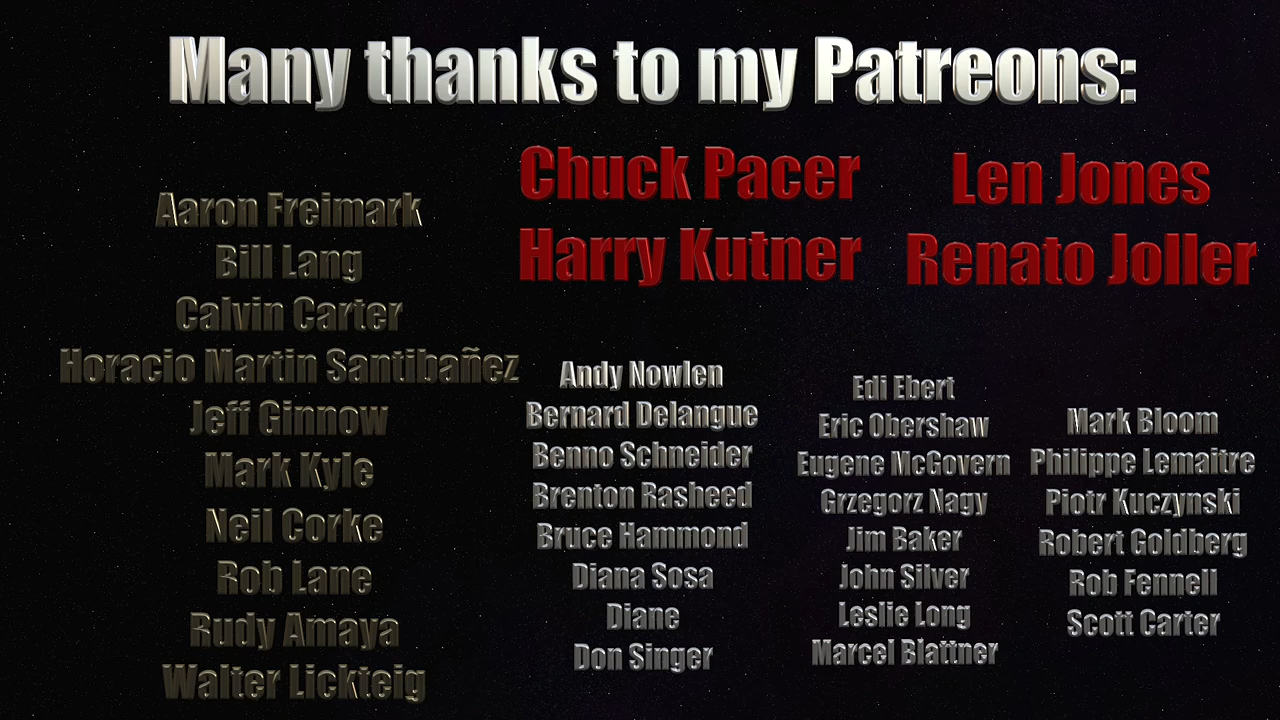 Many thanks to my Patreons:
Chuck Pacer
Harry Kutner
Len Jones
Renato Joller
Aaron Freimark
Bill Lang
Calvin Carter
Horacio Martin Santibañez
Jeff Ginnow
Mark Kyle
Neil Corke
Rob Lane
Rudy Amaya
Walter Lickteig
Andy Nowlen
Bernard Delangue
Benno Schneider
Brenton Rasheed
Bruce Hammond
Diana Sosa
Diane
Don Singer
Edi Ebert
Eric Obershaw
Eugene McGovern
Grzegorz Nagy
Jim Baker
John Silver
Leslie Long
Marcel Blattner
Mark Bloom
Philippe Lemaitre
Piotr Kuczynski
Robert Goldberg
Rob Fennell
Scott Carter